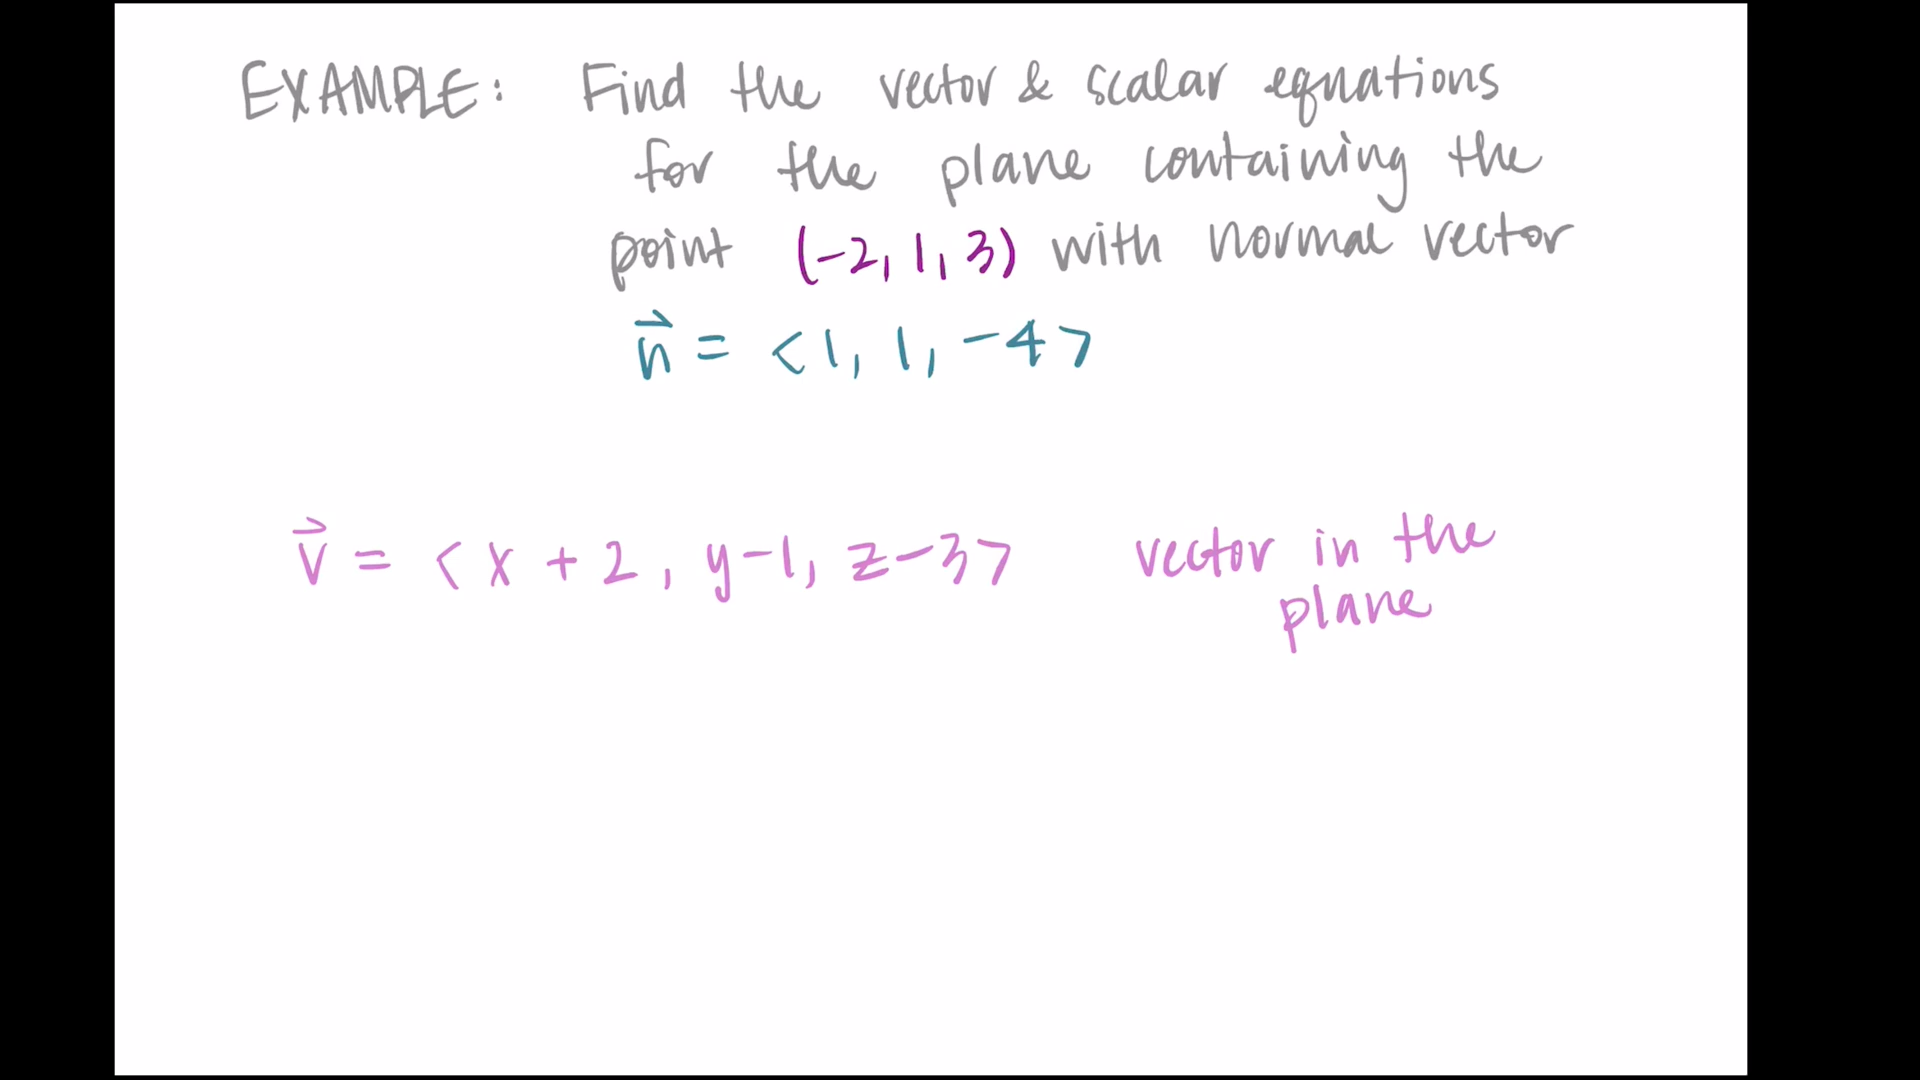 EXAMPLE: Find the vector & scalar equations
for the plane containing the
point (-2, 1, 3) with normal vector
n⃗ = <1, 1, -4>
v⃗ = <x + 2, y-1, z-3> vector in the
plane